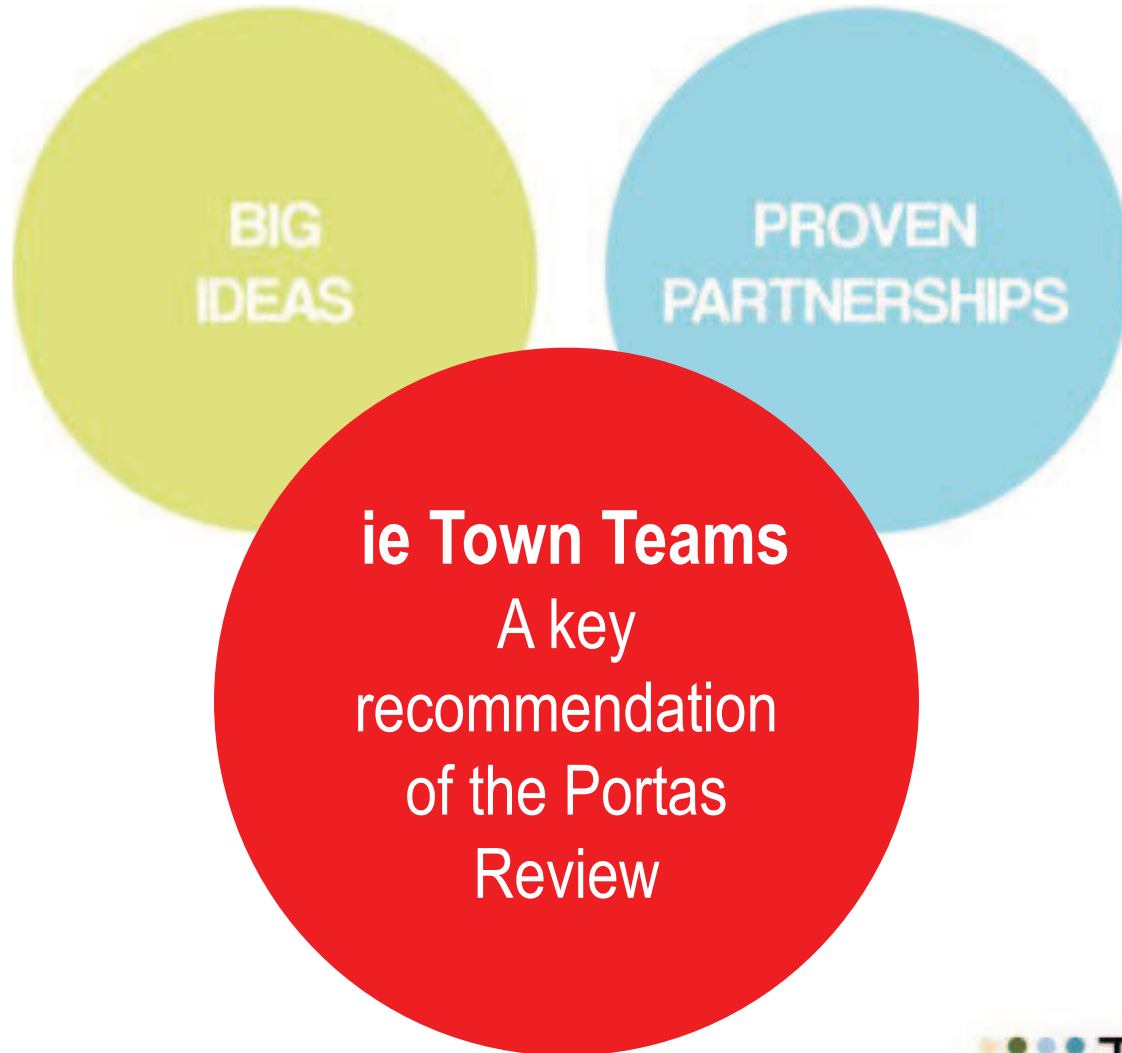 BIG
IDEAS
PROVEN
PARTNERSHIPS
ie Town Teams
A key
recommendation
of the Portas
Review